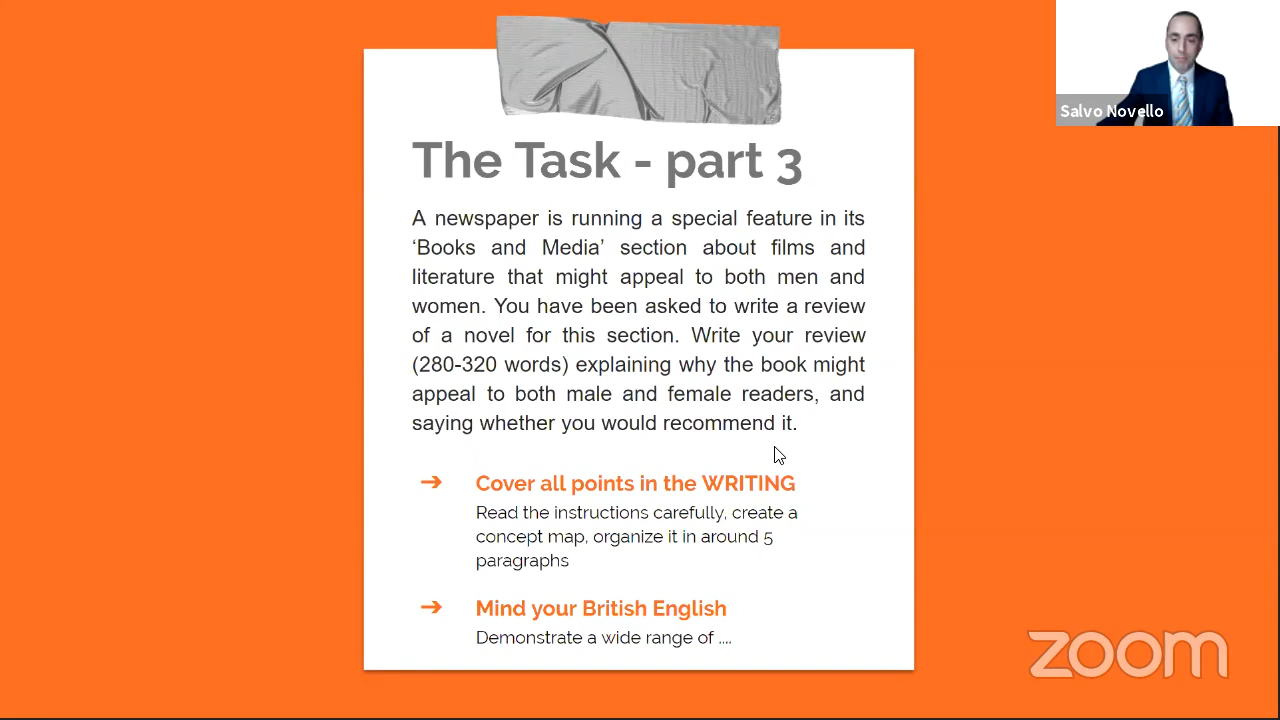 Salvo Novello
The Task - part 3
A newspaper is running a special feature in its
‘Books and Media’ section about films and
literature that might appeal to both men and
women. You have been asked to write a review
of a novel for this section. Write your review
(280-320 words) explaining why the book might
appeal to both male and female readers, and
saying whether you would recommend it.
➔ Cover all points in the WRITING
Read the instructions carefully, create a
concept map, organize it in around 5
paragraphs
➔ Mind your British English
Demonstrate a wide range of ....
zoom